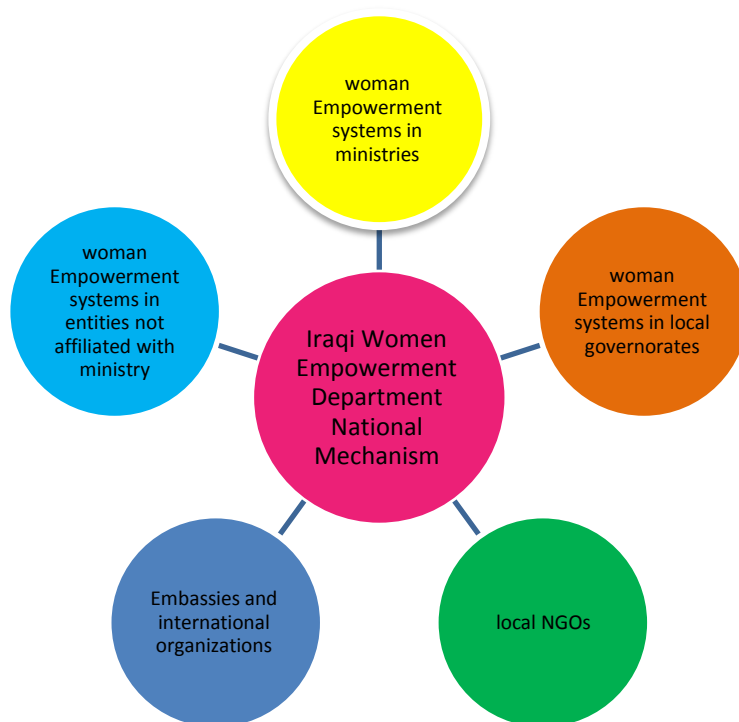 woman
Empowerment
systems in
ministries
woman
Empowerment
systems in
entities not
affiliated with
ministry
woman
Empowerment
systems in local
governorates
Iraqi Women
Empowerment
Department
National
Mechanism
Embassies and
international
organizations
local NGOs